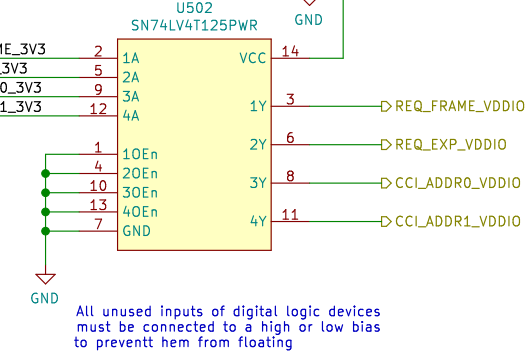 U502
SN74LV4T125PWR
GND
ME_3V3 2 1A VCC 14
_3V3 5 2A
0_3V3 9 3A 1Y 3 REQ_FRAME_VDDIO
1_3V3 12 4A
2Y 6 REQ_EXP_VDDIO
1 1OEn
4 2OEn
3Y 8 CCI_ADDR0_VDDIO
10 3OEn
13 4OEn
4Y 11 CCI_ADDR1_VDDIO
7 GND
GND
All unused inputs of digital logic devices
must be connected to a high or low bias
to preventt hem from floating